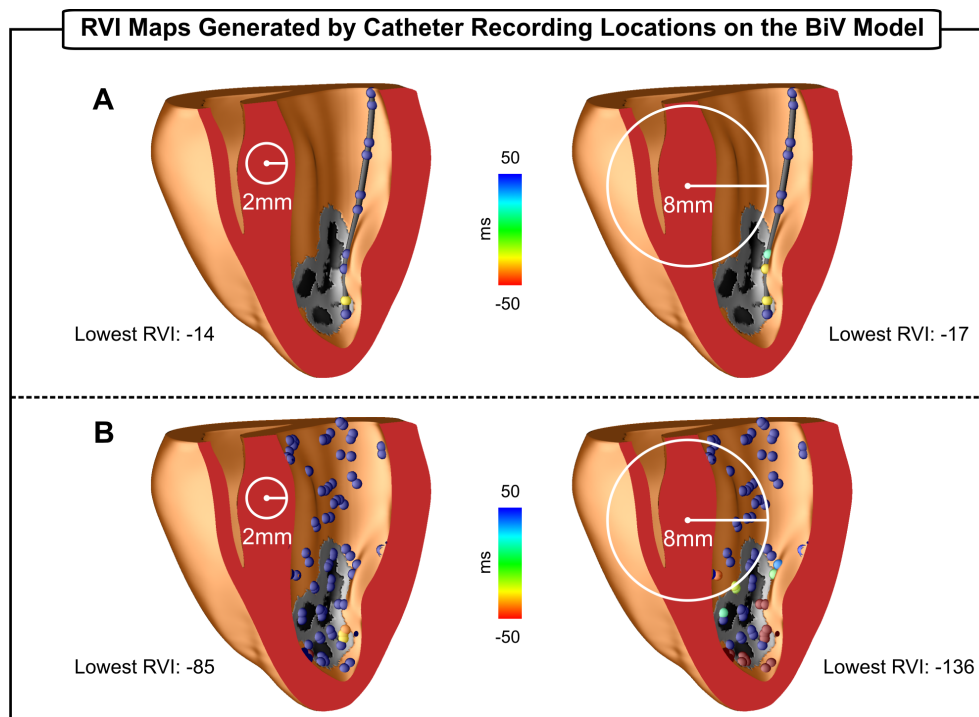 RVI Maps Generated by Catheter Recording Locations on the BiV Model
A
2mm
50
ms
-50
8mm
Lowest RVI: -14
Lowest RVI: -17
B
2mm
50
ms
-50
8mm
Lowest RVI: -85
Lowest RVI: -136